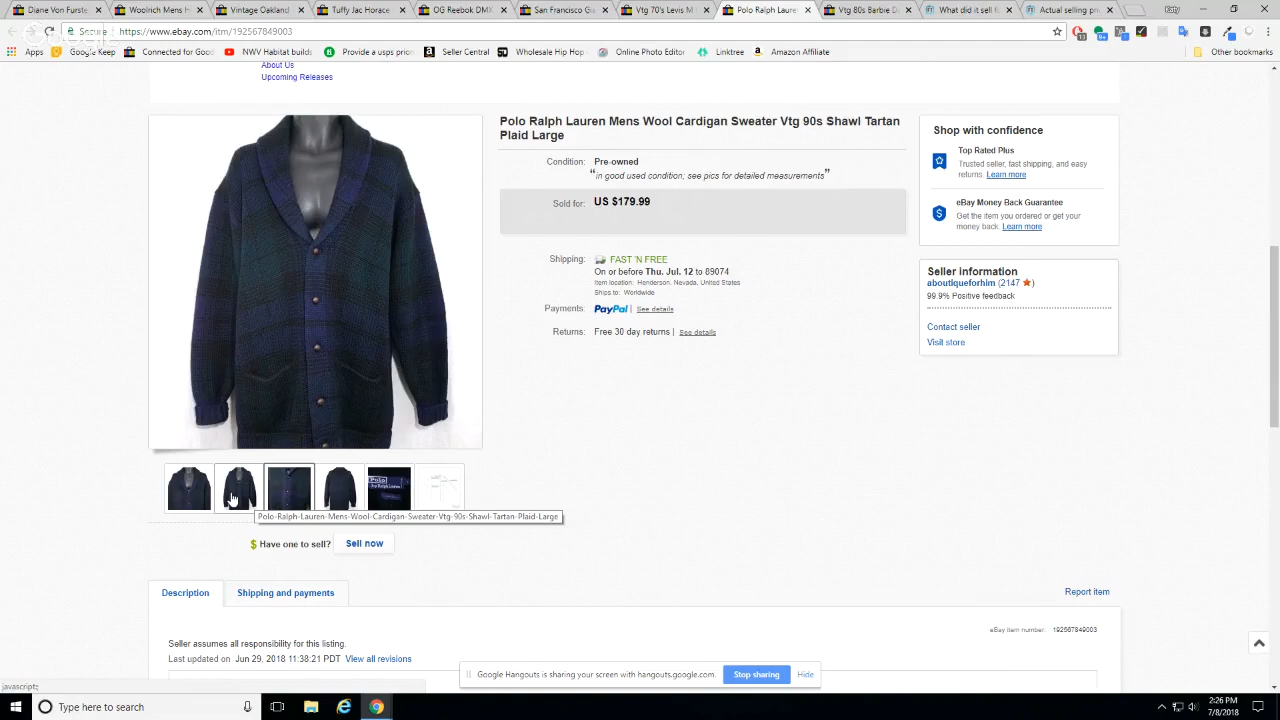 Diane Von Furste
Woolrich Mens H
Vintage Oakland
Tuffy Jac Horace
OG Reebok DMX
San Francisco Gi
Vtg 70's Levis M
Polo Ralph Laure
Vtg 80s Barbie D
What did it sell f
Actual selling pri
Secure
https://www.ebay.com/itm/192567849003
Apps
Google Keep
Connected for Good
NWV Habitat builds
Provide a uspapers
Seller Central
Wholesale Hip Hop
Online Photo Editor
Linktree
Amazon Affiliate
Other bookmarks
About Us
Upcoming Releases
Polo Ralph Lauren Mens Wool Cardigan Sweater Vtg 90s Shawl Tartan
Plaid Large
Condition: Pre-owned
"in good used condition; see pics for detailed measurements"
Sold for: US $179.99
Shipping: FAST 'N FREE
On or before Thu. Jul. 12 to 89074
Item location: Henderson, Nevada, United States
Ships to: Worldwide
Payments: PayPal | See details
Returns: Free 30 day returns | See details
Shop with confidence
Top Rated Plus
Trusted seller, fast shipping, and easy
returns. Learn more
eBay Money Back Guarantee
Get the item you ordered or get your
money back. Learn more
Seller information
aboutiqueforhim (2147 )
99.9% Positive feedback
Contact seller
Visit store
Polo
by Ralph Lauren
Polo-Ralph-Lauren-Mens-Wool-Cardigan-Sweater-Vtg-90s-Shawl-Tartan-Plaid-Large
$ Have one to sell? Sell now
Description
Shipping and payments
Report item
eBay item number: 192567849003
Seller assumes all responsibility for this listing.
Last updated on Jun 29, 2018 11:38:21 PDT View all revisions
Google Hangouts is sharing your screen with hangouts.google.com.
Stop sharing
Hide
javascript:;
Type here to search
2:26 PM
7/8/2018